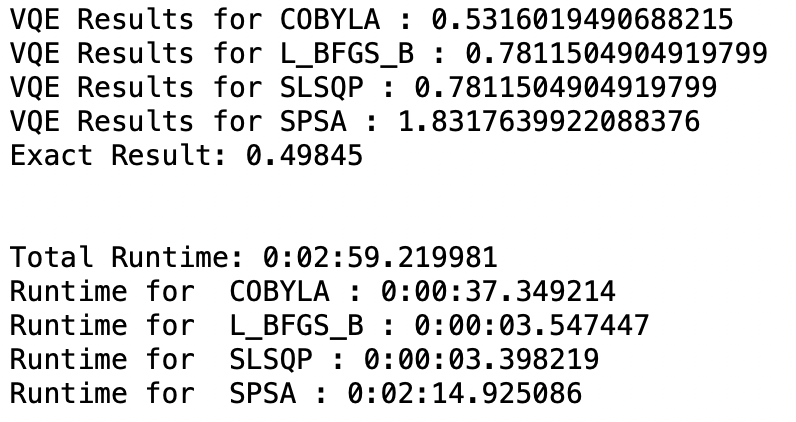 VQE Results for COBYLA : 0.5316019490688215
VQE Results for L_BFGS_B : 0.7811504904919799
VQE Results for SLSQP : 0.7811504904919799
VQE Results for SPSA : 1.8317639922088376
Exact Result: 0.49845
Total Runtime: 0:02:59.219981
Runtime for  COBYLA : 0:00:37.349214
Runtime for  L_BFGS_B : 0:00:03.547447
Runtime for  SLSQP : 0:00:03.398219
Runtime for  SPSA : 0:02:14.925086